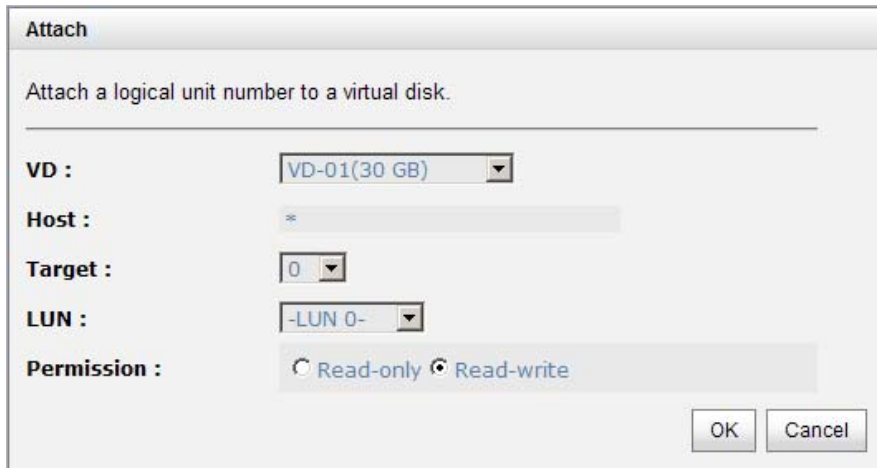 Attach
Attach a logical unit number to a virtual disk.
VD : VD-01(30 GB)
Host : *
Target : 0
LUN : -LUN 0-
Permission : Read-only Read-write
OK Cancel